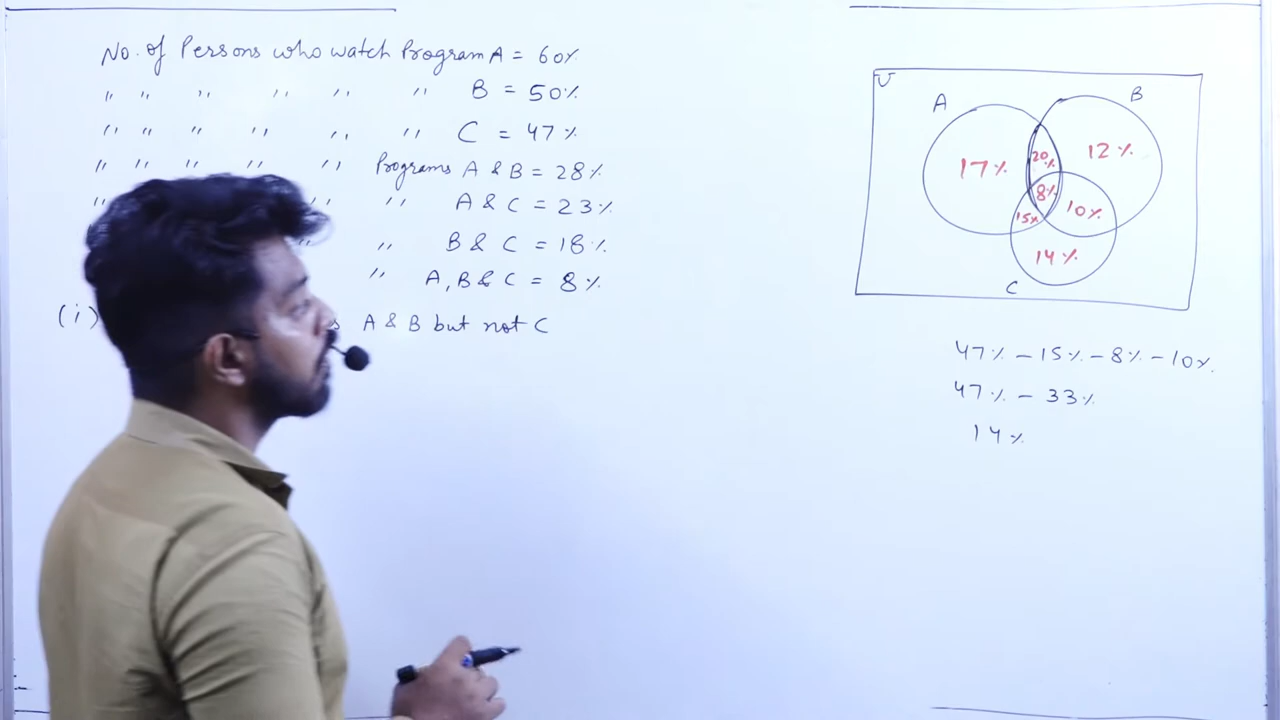 No. of Persons who watch Program A = 60%
" " " " " " B = 50%
" " " " " " C = 47%
" " " " " Programs A & B = 28%
" " " A & C = 23%
" " B & C = 18%
" A, B & C = 8%
(i) A & B but not C
U
A
B
17%
20%
12%
8%
15%
10%
14%
C
47% - 15% - 8% - 10%
47% - 33%
14%